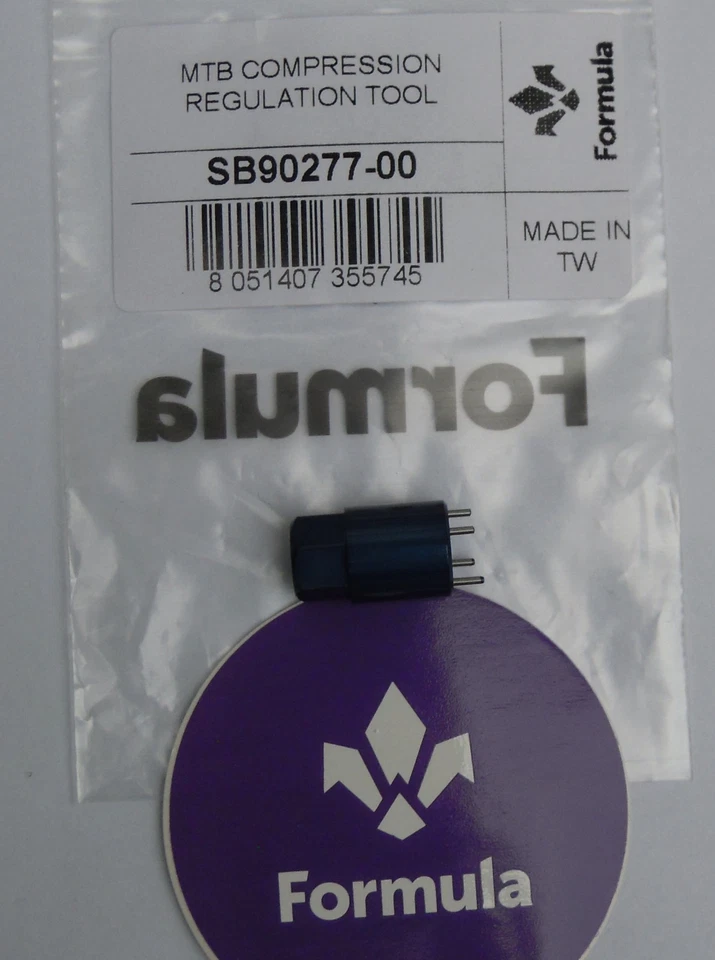 MTB COMPRESSION
REGULATION TOOL
Formula
SB90277-00
8 051407 355745
MADE IN
TW
Formula
Formula